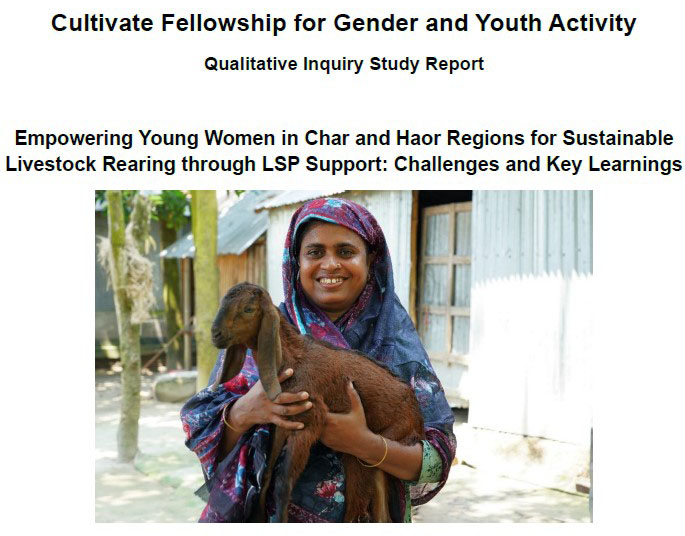 Cultivate Fellowship for Gender and Youth Activity
Qualitative Inquiry Study Report
Empowering Young Women in Char and Haor Regions for Sustainable
Livestock Rearing through LSP Support: Challenges and Key Learnings